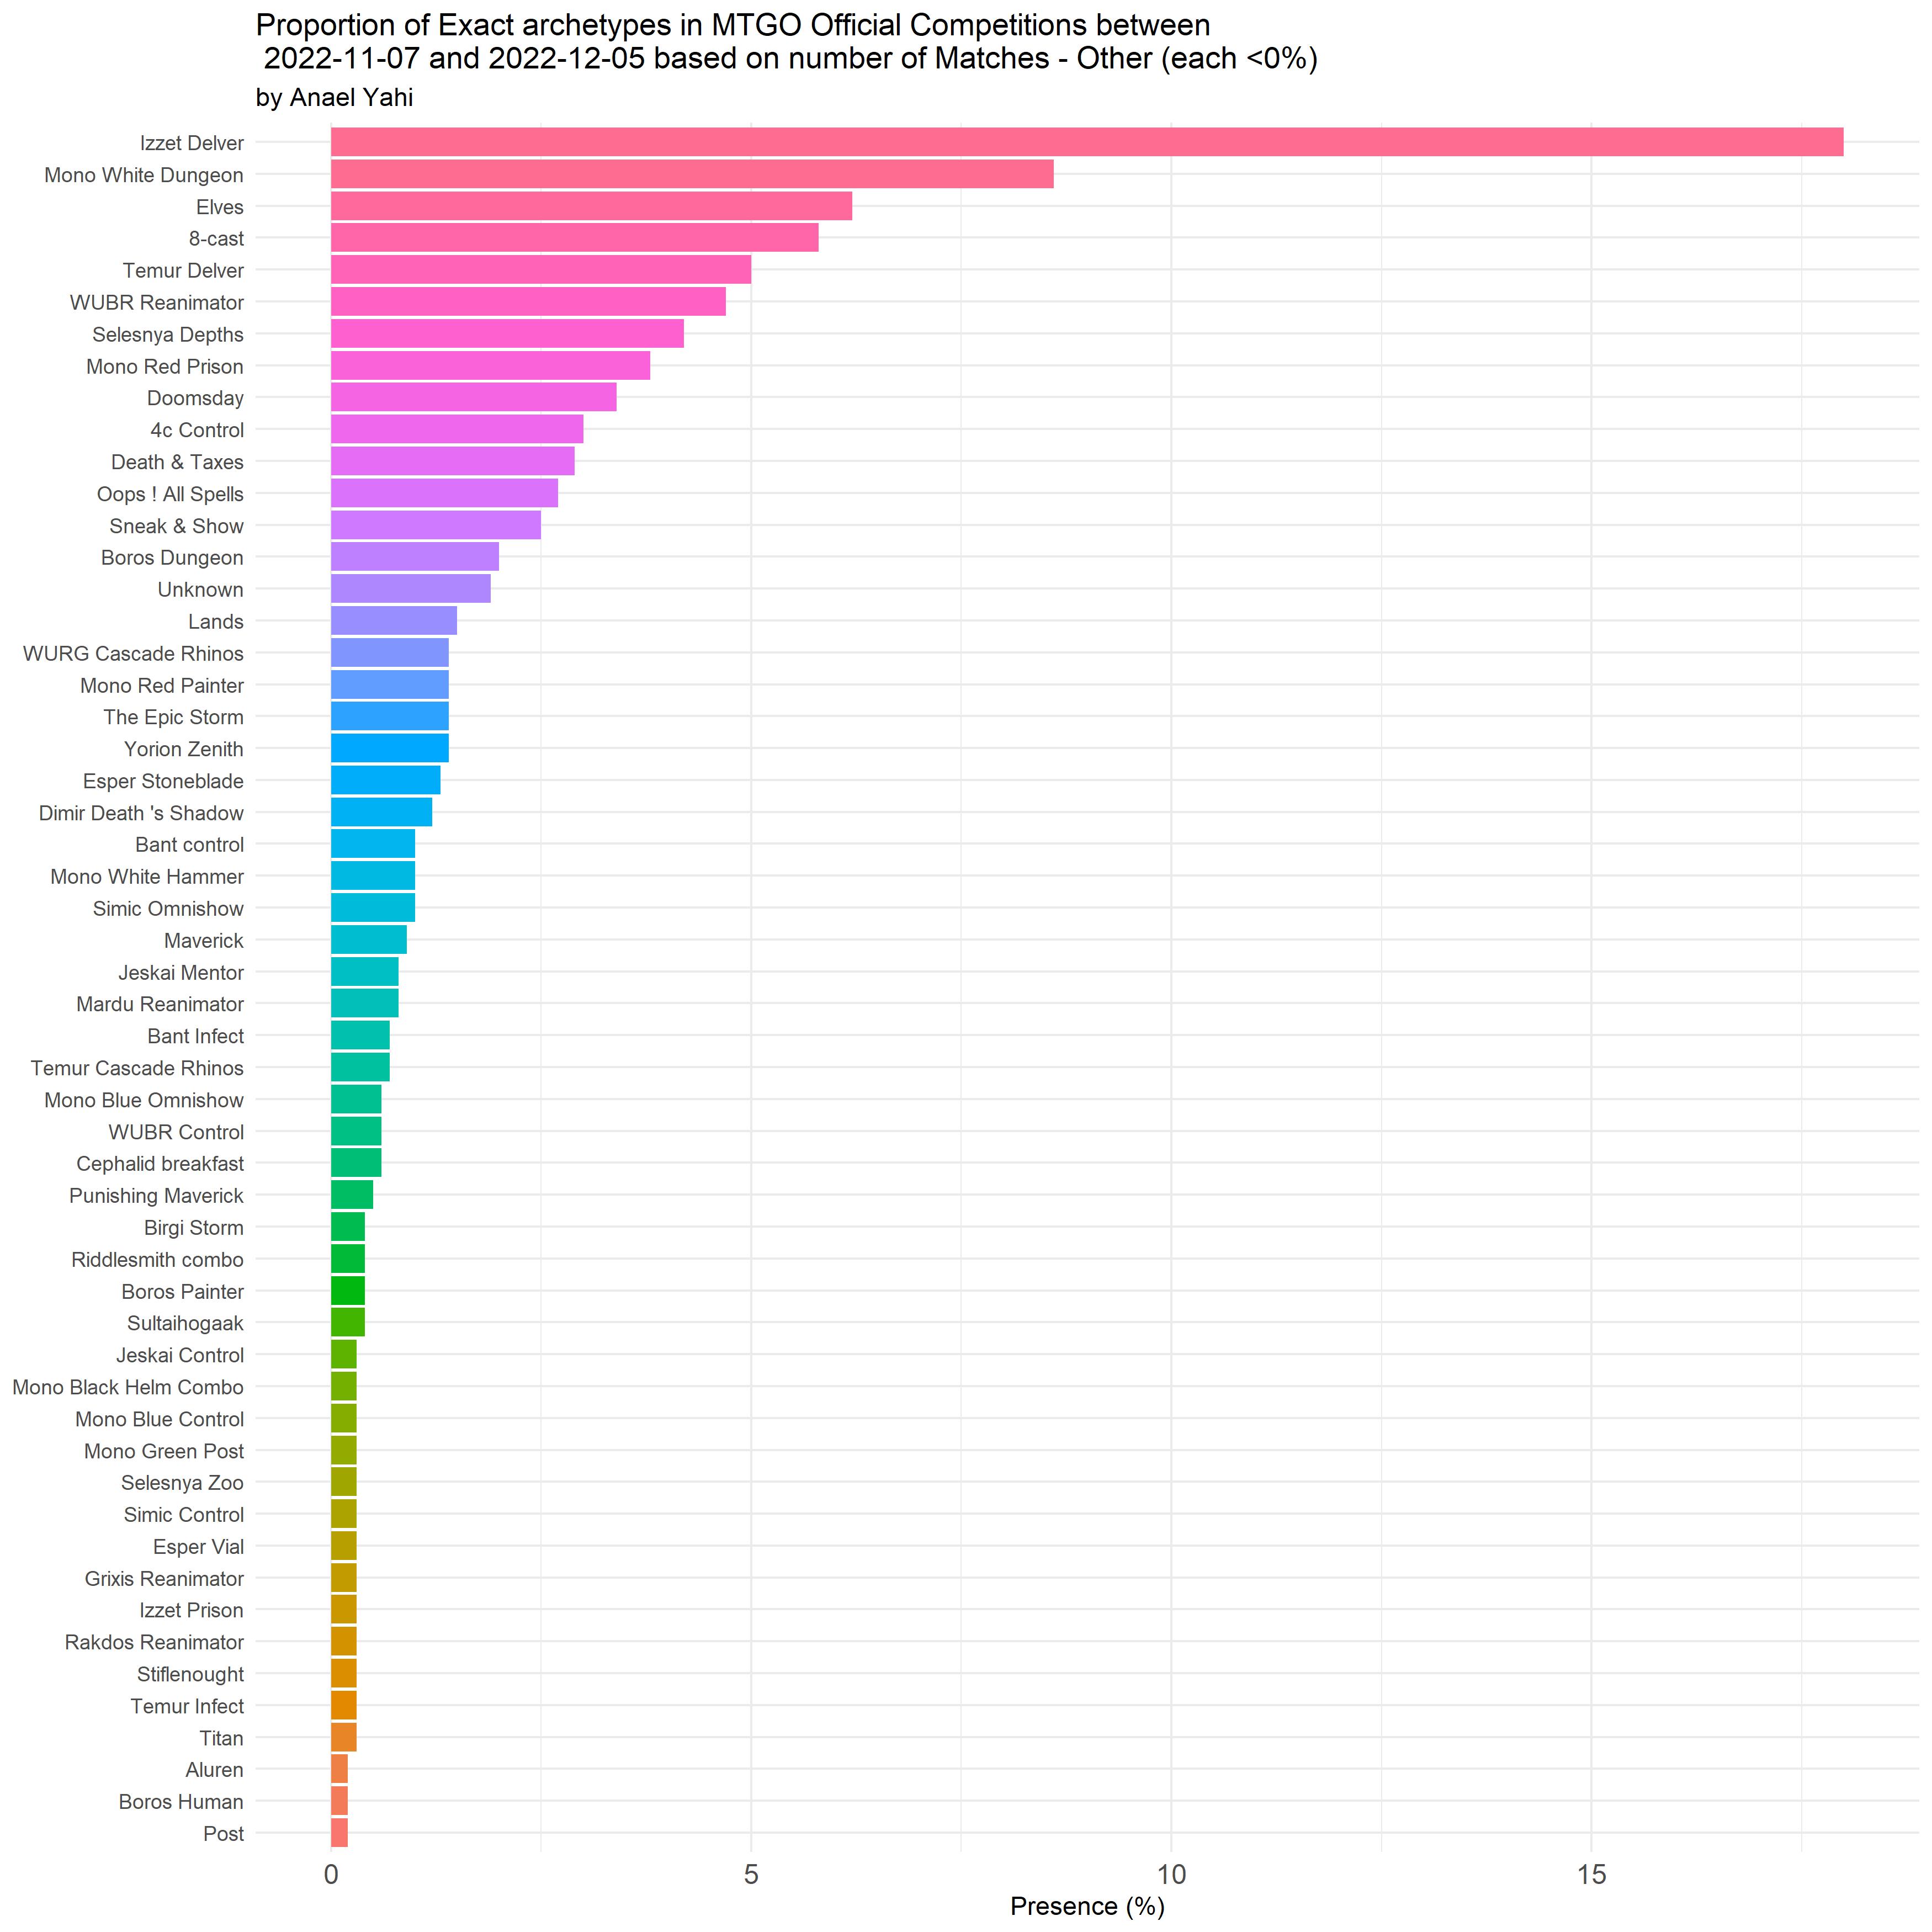 Proportion of Exact archetypes in MTGO Official Competitions between
2022-11-07 and 2022-12-05 based on number of Matches - Other (each <0%)
by Anael Yahi
Izzet Delver
Mono White Dungeon
Elves
8-cast
Temur Delver
WUBR Reanimator
Selesnya Depths
Mono Red Prison
Doomsday
4c Control
Death & Taxes
Oops ! All Spells
Sneak & Show
Boros Dungeon
Unknown
Lands
WURG Cascade Rhinos
Mono Red Painter
The Epic Storm
Yorion Zenith
Esper Stoneblade
Dimir Death 's Shadow
Bant control
Mono White Hammer
Simic Omnishow
Maverick
Jeskai Mentor
Mardu Reanimator
Bant Infect
Temur Cascade Rhinos
Mono Blue Omnishow
WUBR Control
Cephalid breakfast
Punishing Maverick
Birgi Storm
Riddlesmith combo
Boros Painter
Sultaihogaak
Jeskai Control
Mono Black Helm Combo
Mono Blue Control
Mono Green Post
Selesnya Zoo
Simic Control
Esper Vial
Grixis Reanimator
Izzet Prison
Rakdos Reanimator
Stiflenought
Temur Infect
Titan
Aluren
Boros Human
Post
0 5 10 15
Presence (%)